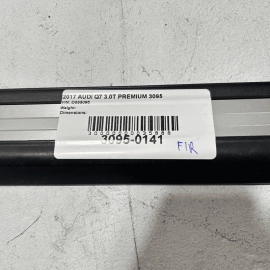 2017 AUDI Q7 3.0T PREMIUM 3095
Weight:
Dimensions:
3095-0141
F/R